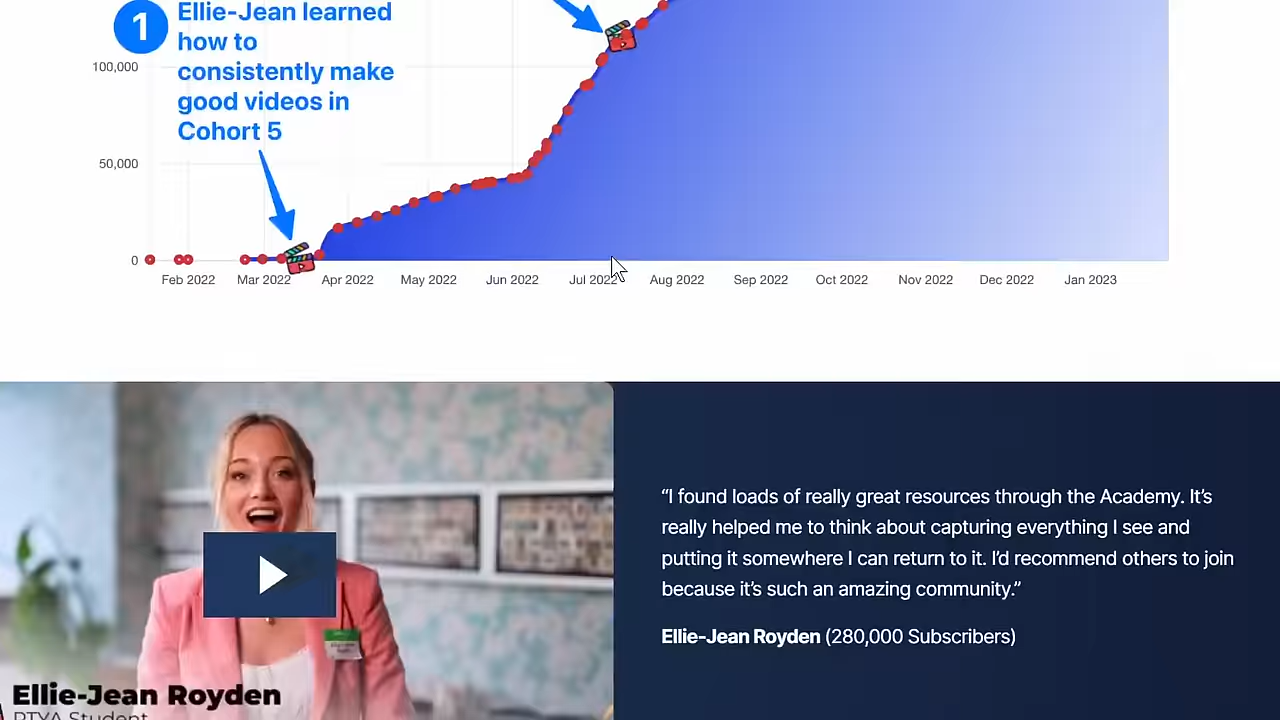 1
Ellie-Jean learned
how to
consistently make
good videos in
Cohort 5
100,000
50,000
0
Feb 2022 Mar 2022 Apr 2022 May 2022 Jun 2022 Jul 2022 Aug 2022 Sep 2022 Oct 2022 Nov 2022 Dec 2022 Jan 2023
“I found loads of really great resources through the Academy. It’s
really helped me to think about capturing everything I see and
putting it somewhere I can return to it. I’d recommend others to join
because it’s such an amazing community.”
Ellie-Jean Royden (280,000 Subscribers)
Ellie-Jean Royden
PTYA Student